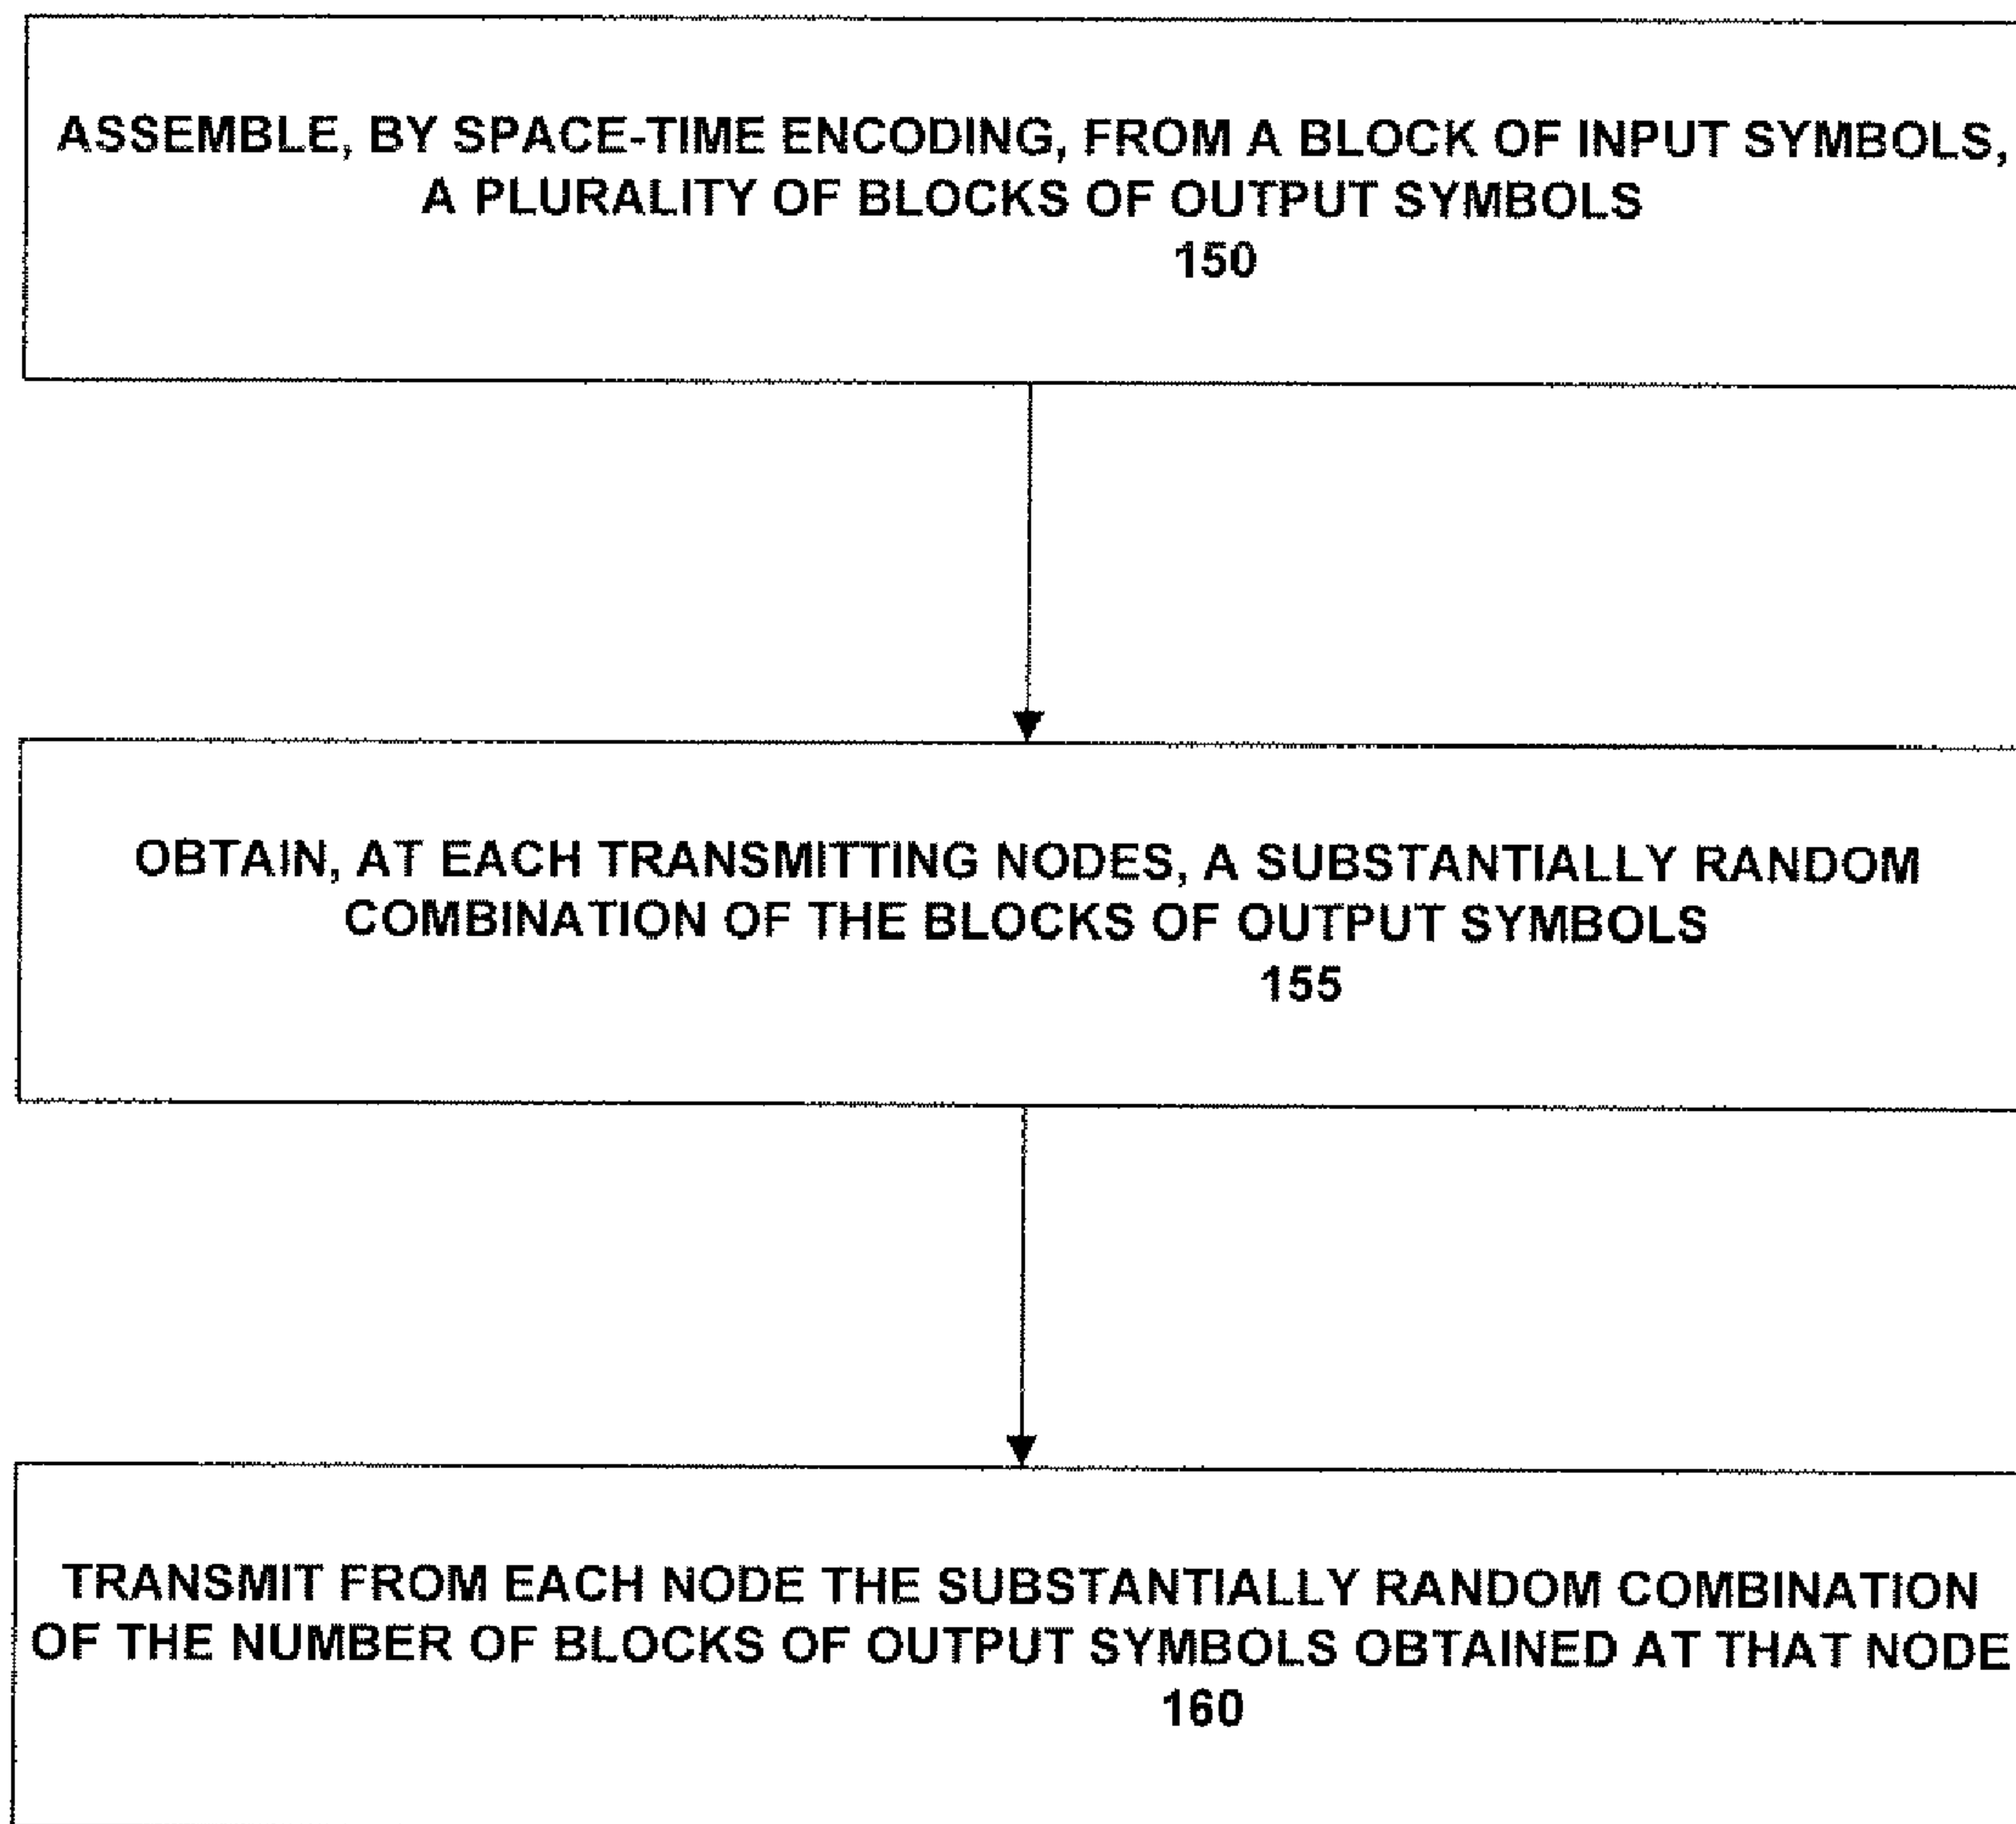 ASSEMBLE, BY SPACE-TIME ENCODING, FROM A BLOCK OF INPUT SYMBOLS,
A PLURALITY OF BLOCKS OF OUTPUT SYMBOLS
150
OBTAIN, AT EACH TRANSMITTING NODES, A SUBSTANTIALLY RANDOM
COMBINATION OF THE BLOCKS OF OUTPUT SYMBOLS
155
TRANSMIT FROM EACH NODE THE SUBSTANTIALLY RANDOM COMBINATION
OF THE NUMBER OF BLOCKS OF OUTPUT SYMBOLS OBTAINED AT THAT NODE
160